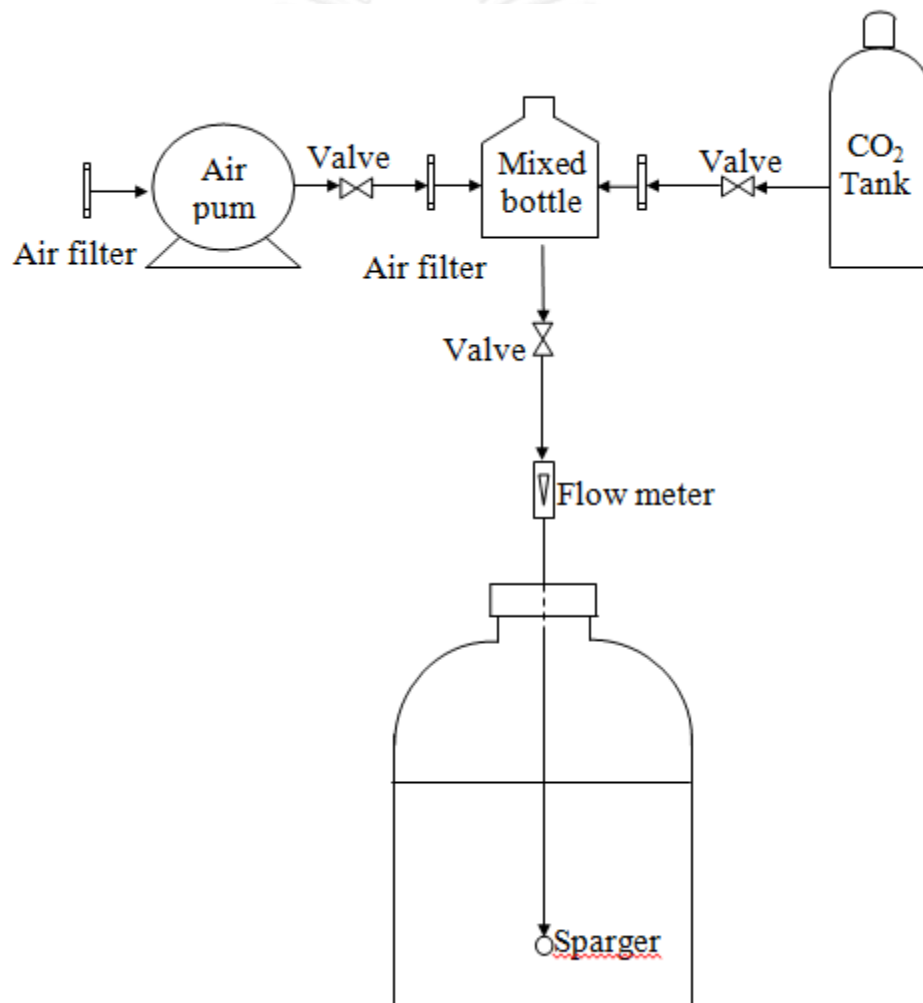 Air
pum
Air filter
Valve
Mixed
bottle
Air filter
Valve
CO₂
Tank
Valve
Flow meter
Sparger